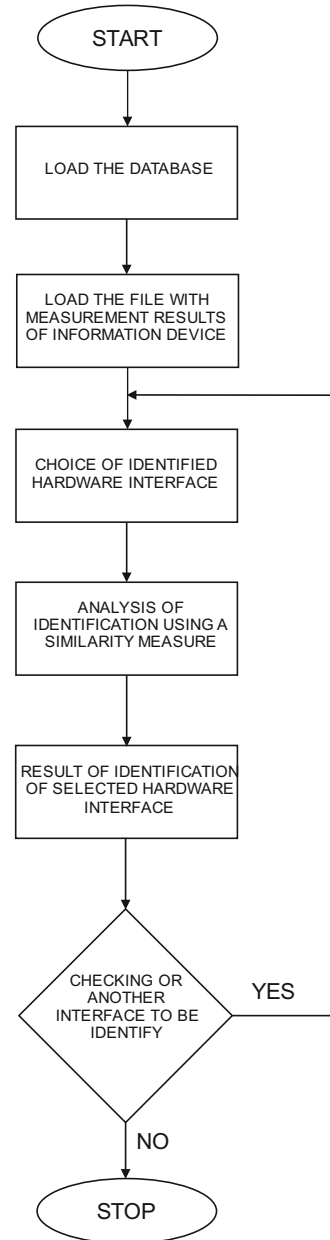 START
LOAD THE DATABASE
LOAD THE FILE WITH
MEASUREMENT RESULTS
OF INFORMATION DEVICE
CHOICE OF IDENTIFIED
HARDWARE INTERFACE
ANALYSIS OF
IDENTIFICATION USING A
SIMILARITY MEASURE
RESULT OF IDENTIFICATION
OF SELECTED HARDWARE
INTERFACE
CHECKING OR
ANOTHER
INTERFACE TO BE
IDENTIFY
YES
NO
STOP